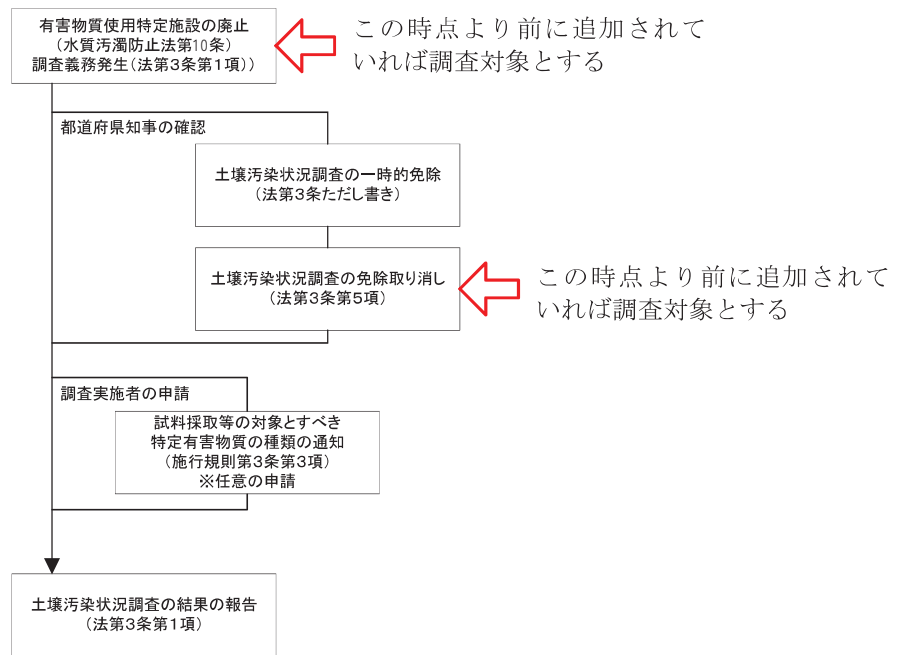 有害物質使用特定施設の廃止
(水質汚濁防止法第10条)
調査義務発生(法第3条第1項))
この時点より前に追加されて
いれば調査対象とする
都道府県知事の確認
土壌汚染状況調査の一時的免除
(法第3条ただし書き)
土壌汚染状況調査の免除取り消し
(法第3条第5項)
この時点より前に追加されて
いれば調査対象とする
調査実施者の申請
試料採取等の対象とすべき
特定有害物質の種類の通知
(施行規則第3条第3項)
※任意の申請
土壌汚染状況調査の結果の報告
(法第3条第1項)